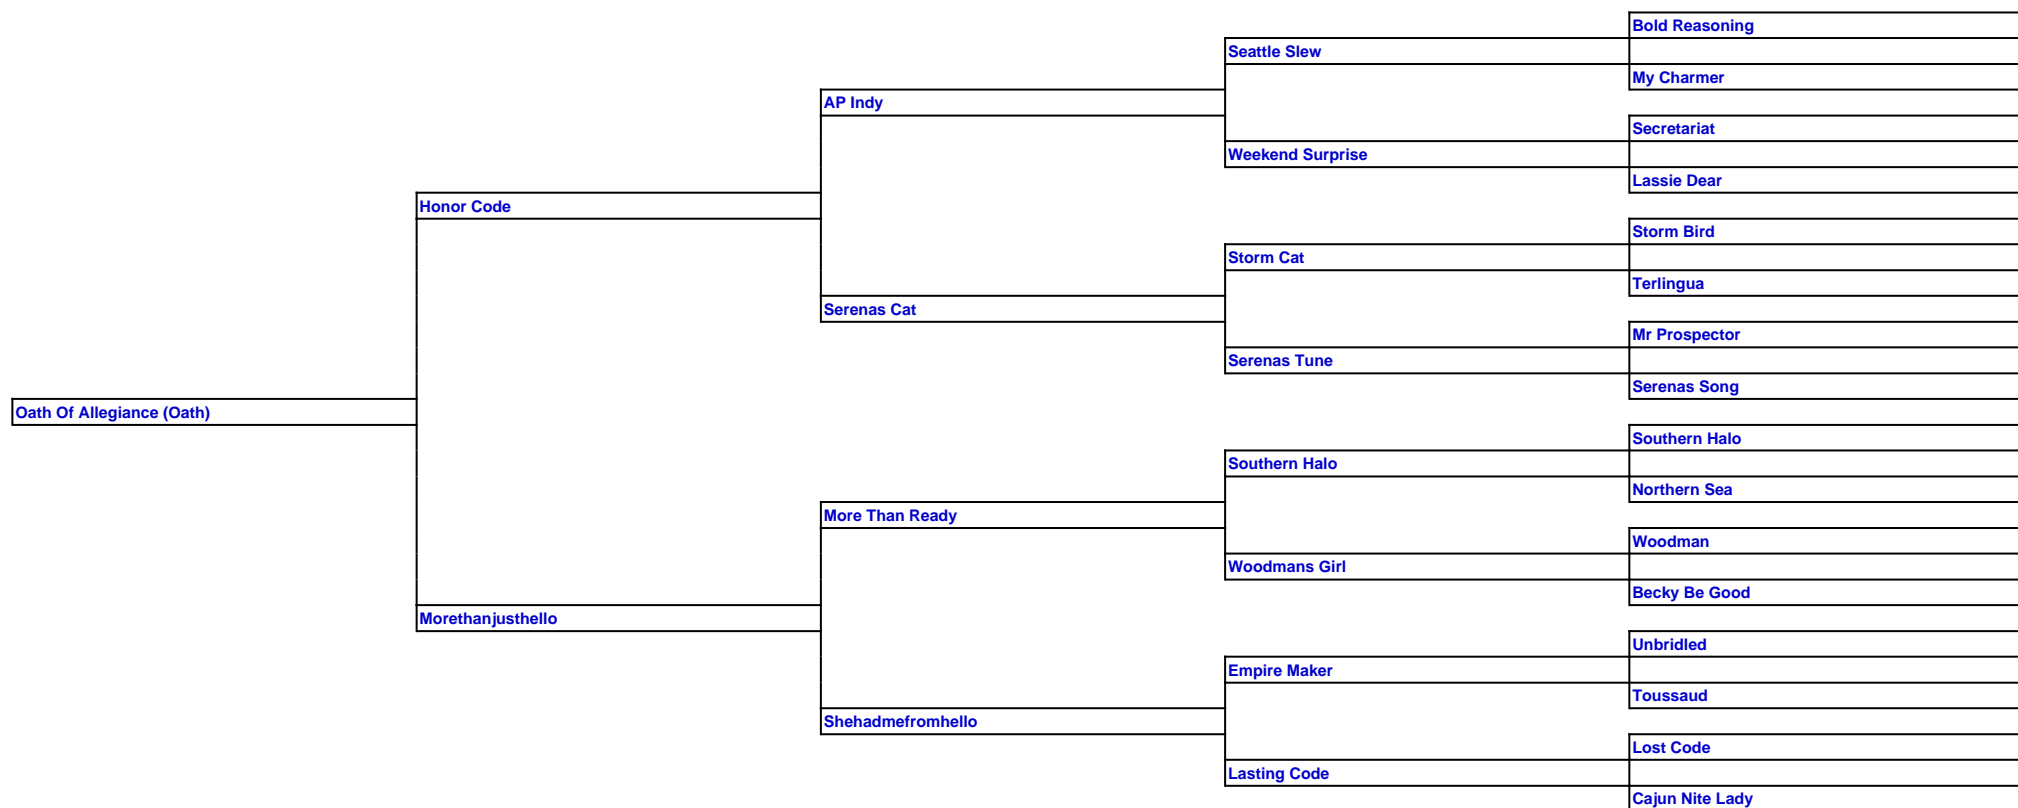 Bold Reasoning
Seattle Slew
My Charmer
AP Indy
Secretariat
Weekend Surprise
Lassie Dear
Honor Code
Storm Bird
Storm Cat
Terlingua
Serenas Cat
Mr Prospector
Serenas Tune
Serenas Song
Oath Of Allegiance (Oath)
Southern Halo
Southern Halo
Northern Sea
More Than Ready
Woodman
Woodmans Girl
Becky Be Good
Morethanjusthello
Unbridled
Empire Maker
Toussaud
Shehadmefromhello
Lost Code
Lasting Code
Cajun Nite Lady